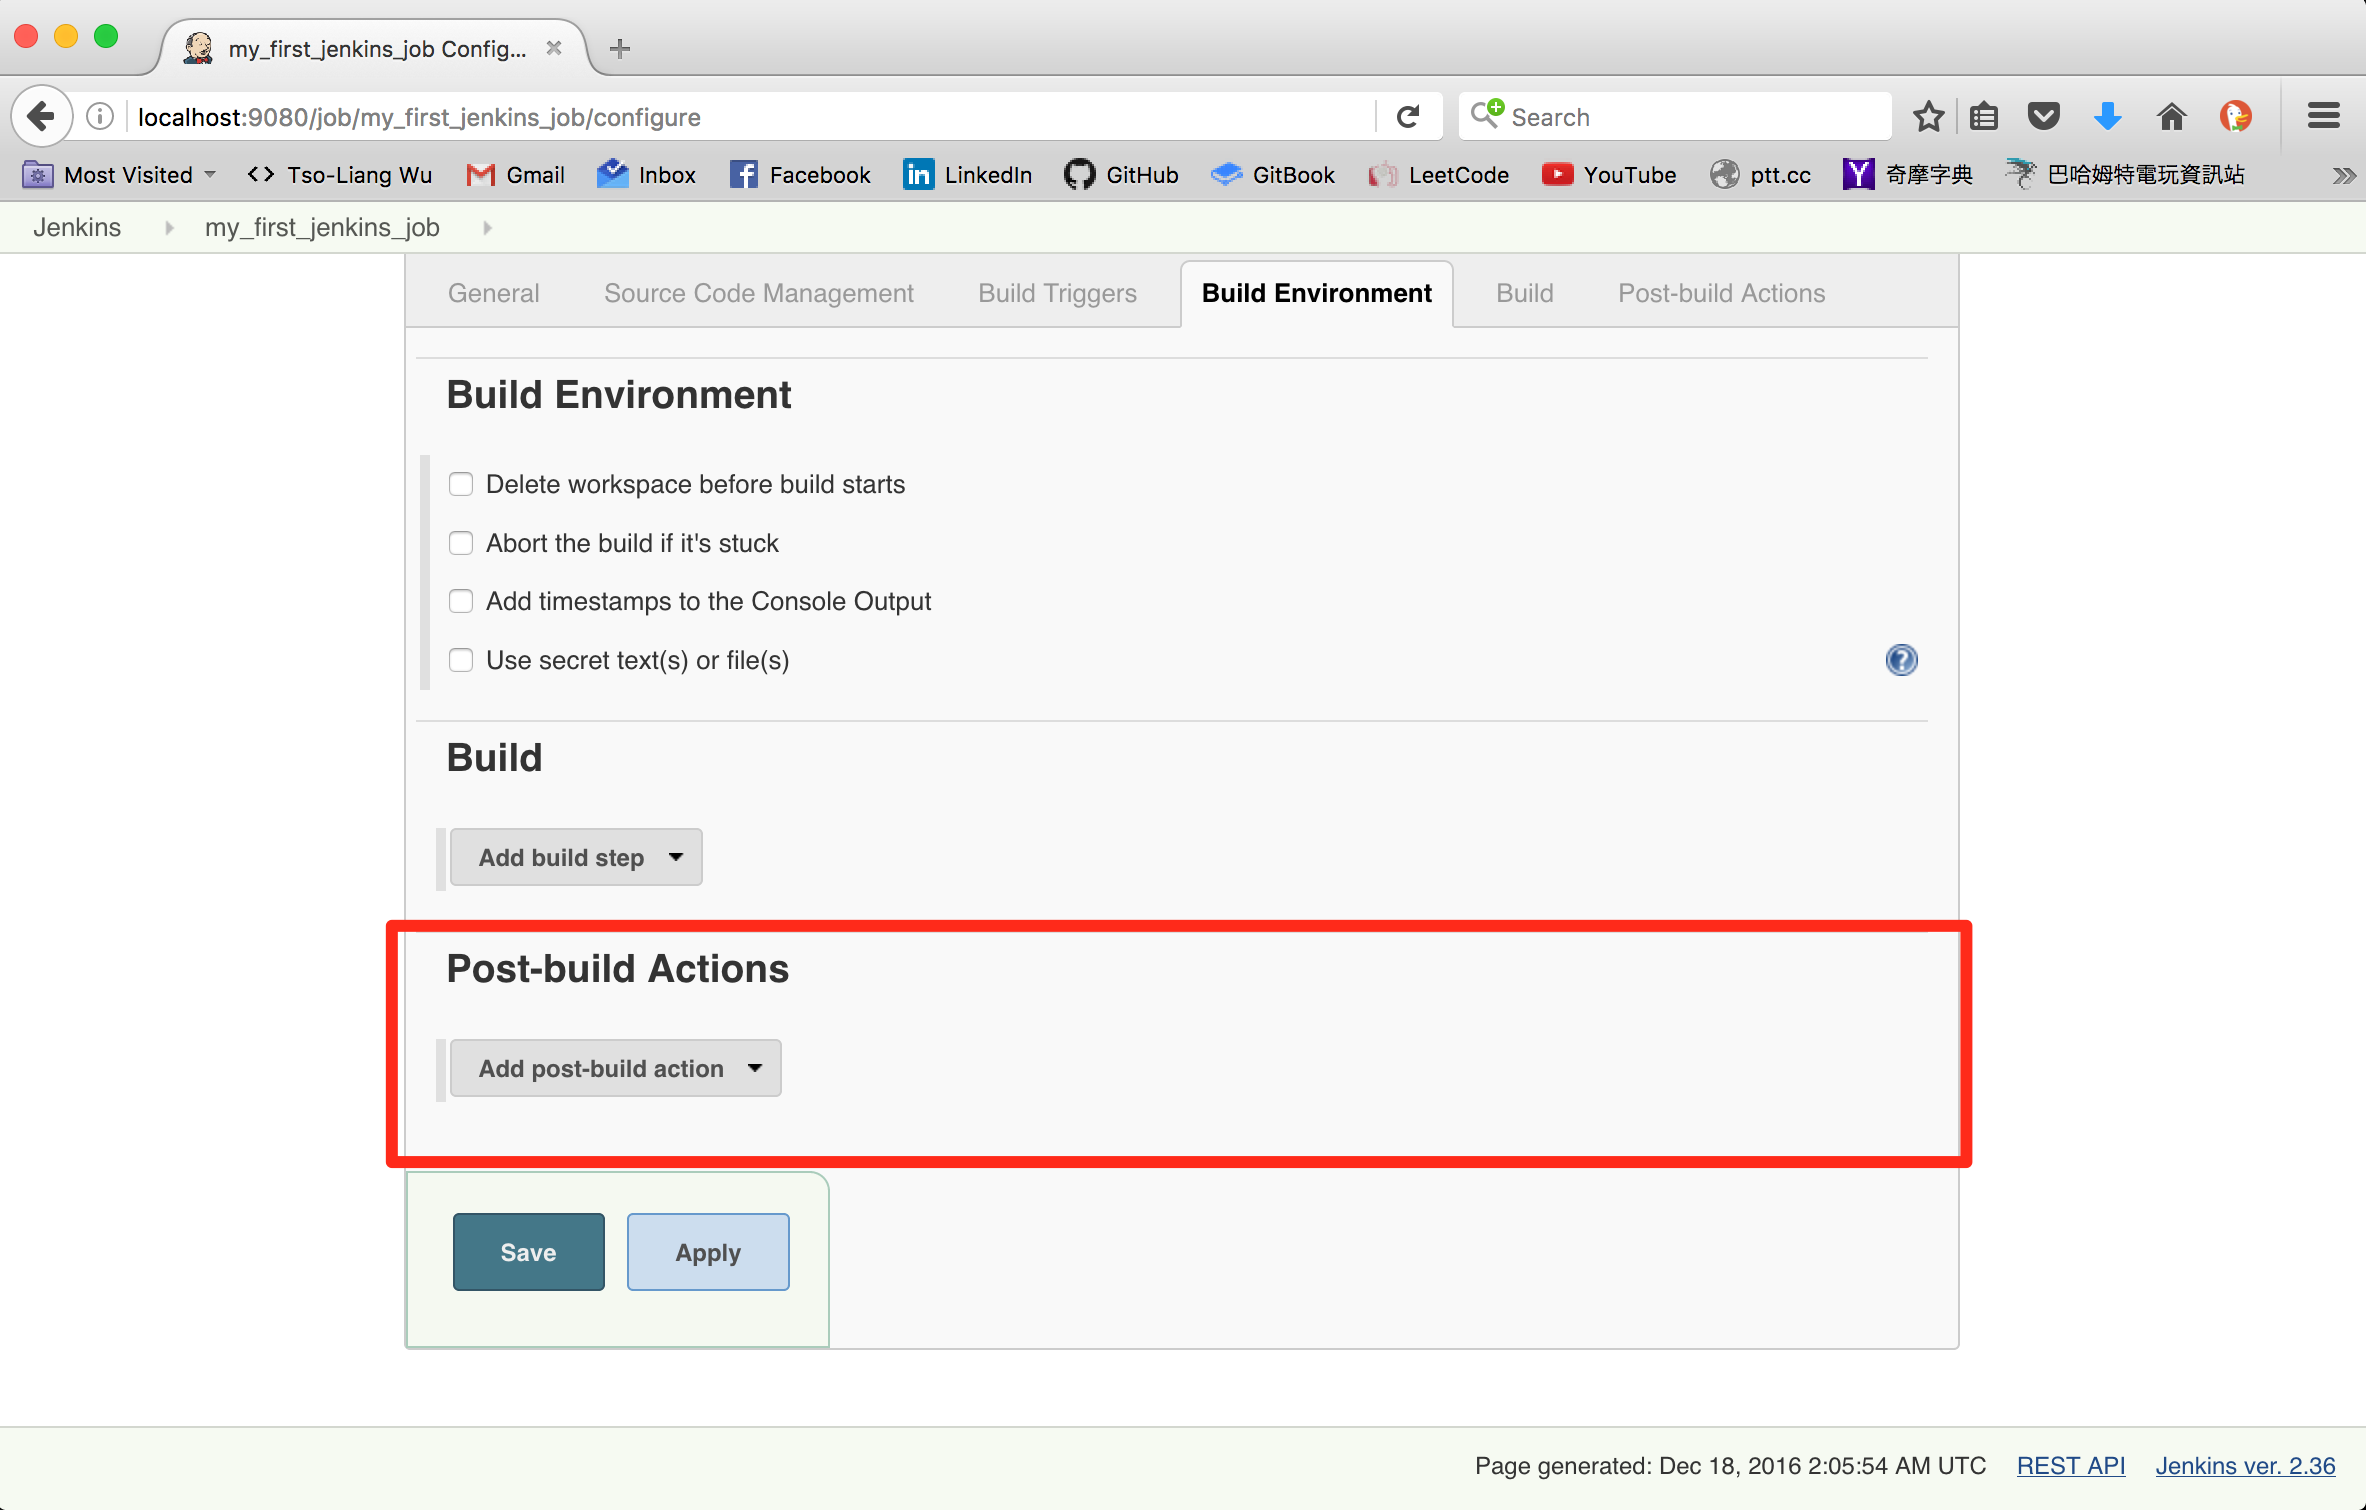 my_first_jenkins_job Config...
localhost:9080/job/my_first_jenkins_job/configure
Search
Most Visited Tso-Liang Wu Gmail Inbox Facebook LinkedIn GitHub GitBook LeetCode YouTube ptt.cc 奇摩字典 巴哈姆特電玩資訊站
Jenkins my_first_jenkins_job
General Source Code Management Build Triggers Build Environment Build Post-build Actions
Build Environment
Delete workspace before build starts
Abort the build if it's stuck
Add timestamps to the Console Output
Use secret text(s) or file(s)
Build
Add build step
Post-build Actions
Add post-build action
Save Apply
Page generated: Dec 18, 2016 2:05:54 AM UTC REST API Jenkins ver. 2.36